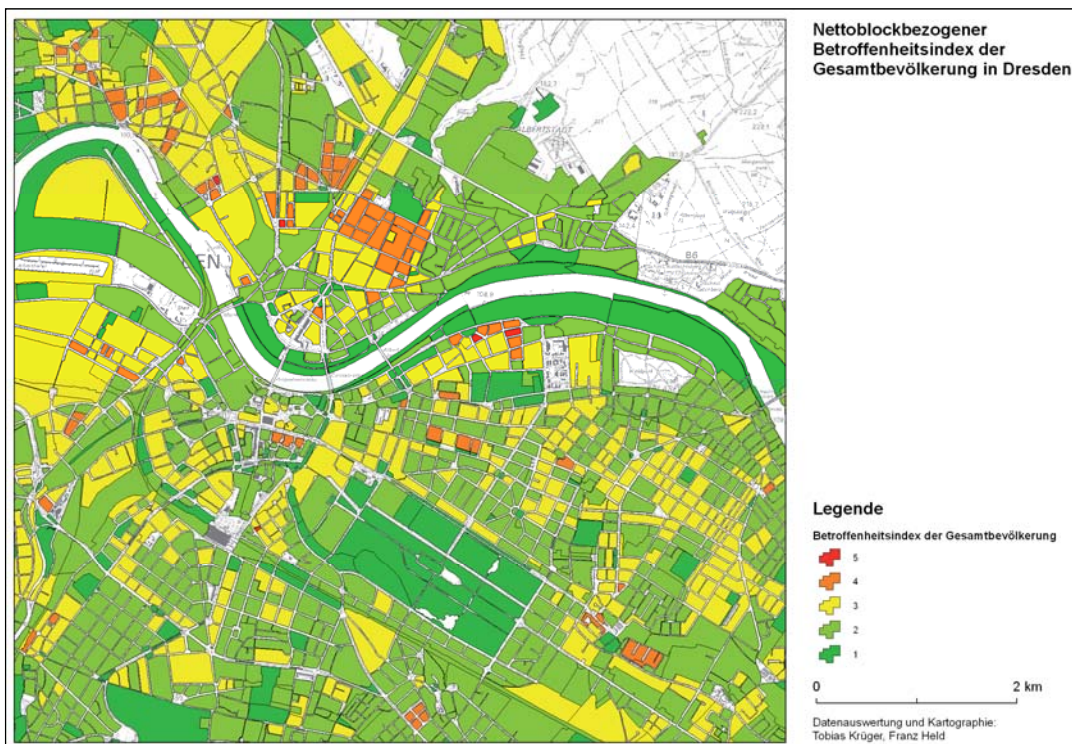 Nettoblockbezogener
Betroffenheitsindex der
Gesamtbevölkerung in Dresden
ALBERTSTADT
B6
EN
Legende
Betroffenheitsindex der Gesamtbevölkerung
5
4
3
2
1
0 2 km
Datenauswertung und Kartographie:
Tobias Krüger, Franz Held